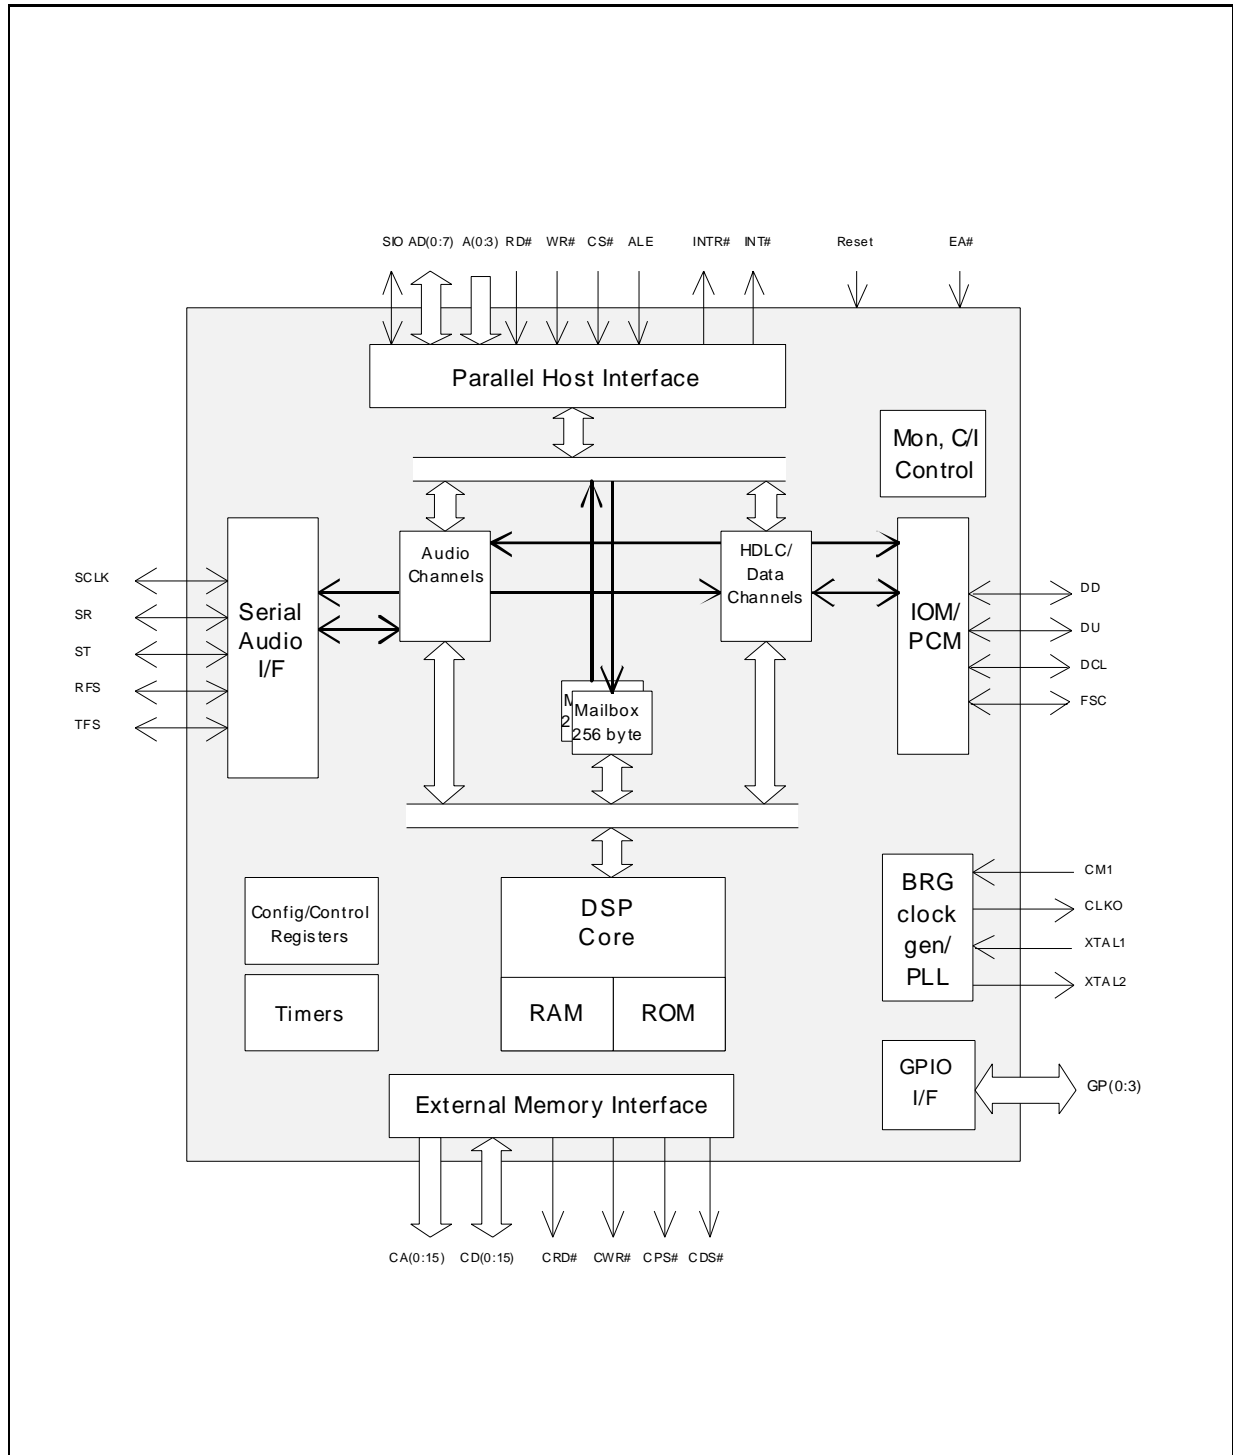 SIO AD(0:7) A(0:3) RD# WR# CS# ALE INTR# INT# Reset EA#
Parallel Host Interface
Mon, C/I
Control
Audio
Channels
HDLC/
Data
Channels
SCLK
SR
ST
RFS
TFS
Serial
Audio
I/F
IOM/
PCM
DD
DU
DCL
FSC
M
2
Mailbox
256 byte
BRG
clock
gen/
PLL
CM1
CLKO
XTAL1
XTAL2
Config/Control
Registers
DSP
Core
Timers
RAM
ROM
GPIO
I/F
GP(0:3)
External Memory Interface
CA(0:15) CD(0:15) CRD# CWR# CPS# CDS#